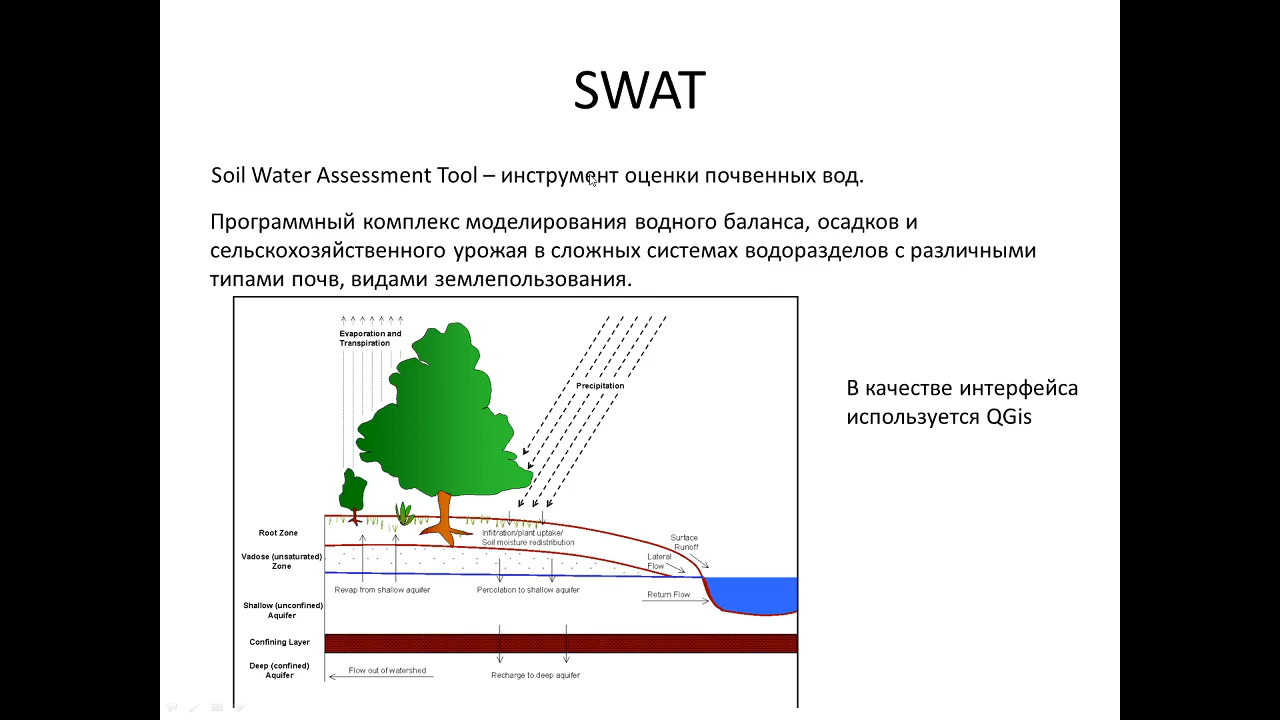 SWAT
Soil Water Assessment Tool – инструмент оценки почвенных вод.
Программный комплекс моделирования водного баланса, осадков и
сельскохозяйственного урожая в сложных системах водоразделов с различными
типами почв, видами землепользования.
Evaporation and
Transpiration
Precipitation
В качестве интерфейса
используется QGis
Root Zone
Infiltration/plant uptake/
Soil moisture redistribution
Surface
Runoff
Vadose (unsaturated)
Zone
Lateral
Flow
Revap from shallow aquifer
Percolation to shallow aquifer
Return Flow
Shallow (unconfined)
Aquifer
Confining Layer
Deep (confined)
Aquifer
Flow out of watershed
Recharge to deep aquifer